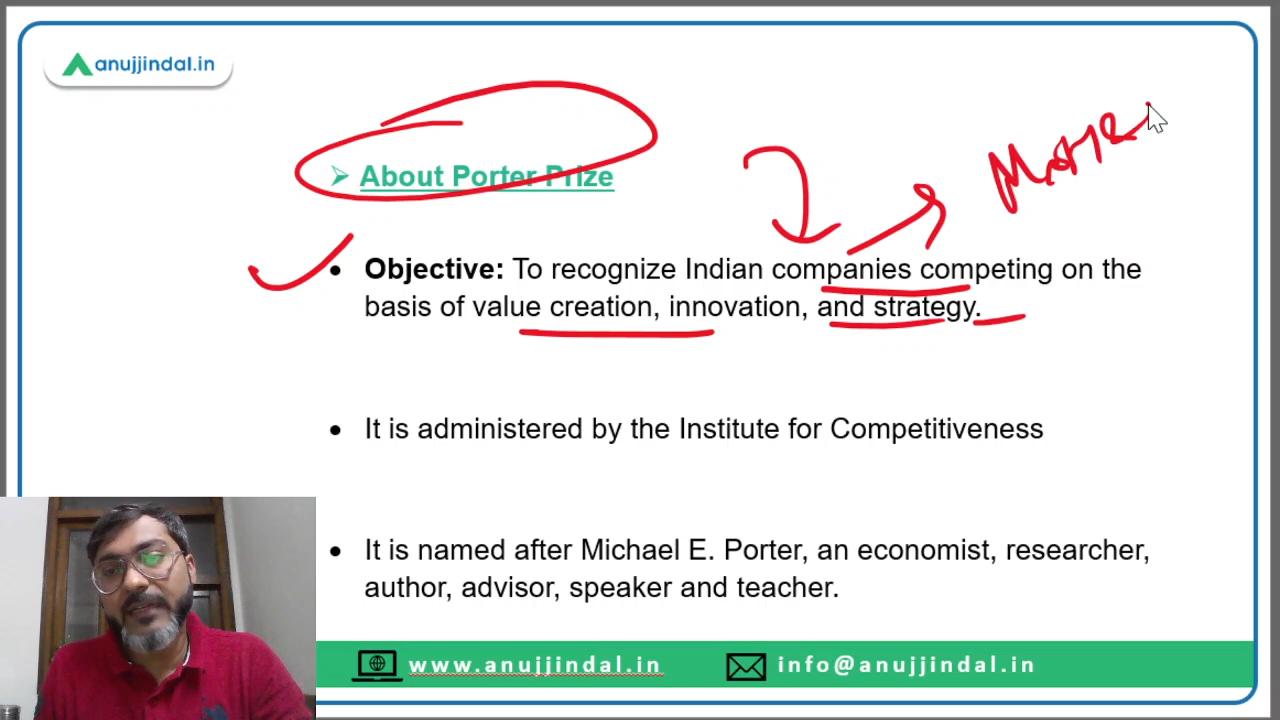 anujjindal.in
About Porter Prize
Objective: To recognize Indian companies competing on the
basis of value creation, innovation, and strategy.
It is administered by the Institute for Competitiveness
It is named after Michael E. Porter, an economist, researcher,
author, advisor, speaker and teacher.
www.anujjindal.in
info@anujjindal.in